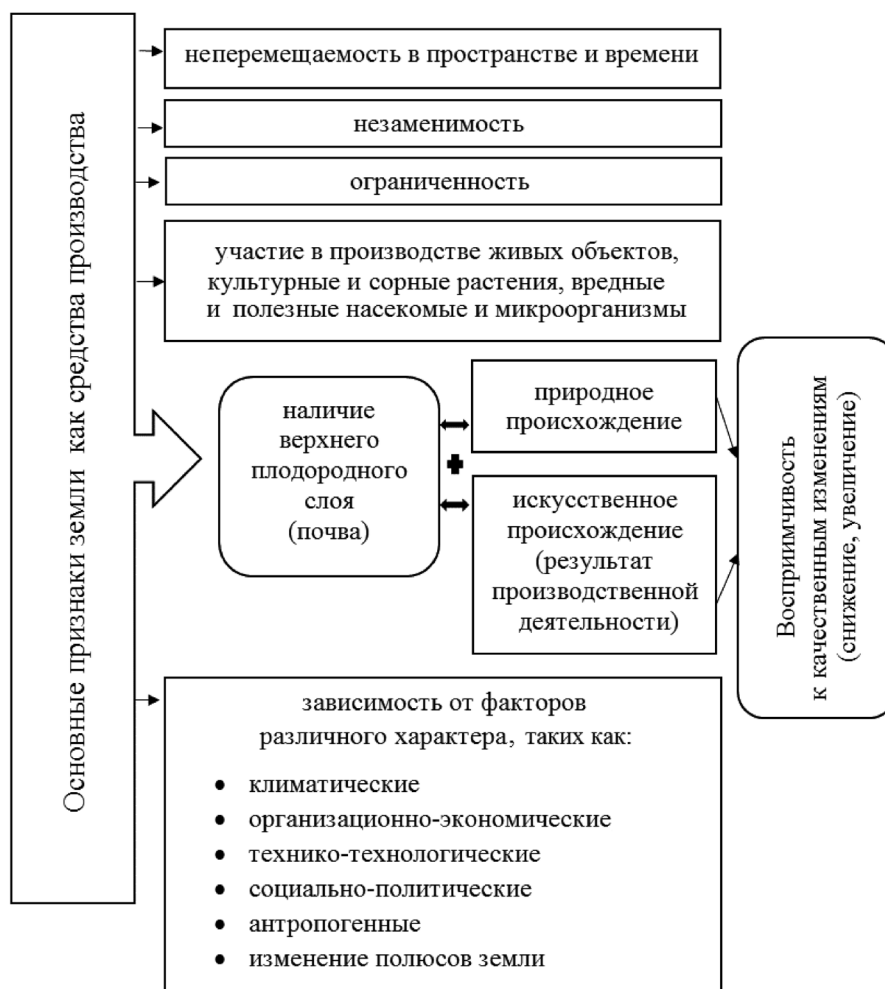 Основные признаки земли как средства производства
неперемещаемость в пространстве и времени
незаменимость
ограниченность
участие в производстве живых объектов,
культурные и сорные растения, вредные
и полезные насекомые и микроорганизмы
наличие
верхнего
плодородного
слоя
(почва)
природное
происхождение
искусственное
происхождение
(результат
производственной
деятельности)
Восприимчивость
к качественным изменениям
(снижение, увеличение)
зависимость от факторов
различного характера, таких как:
• климатические
• организационно-экономические
• технико-технологические
• социально-политические
• антропогенные
• изменение полюсов земли